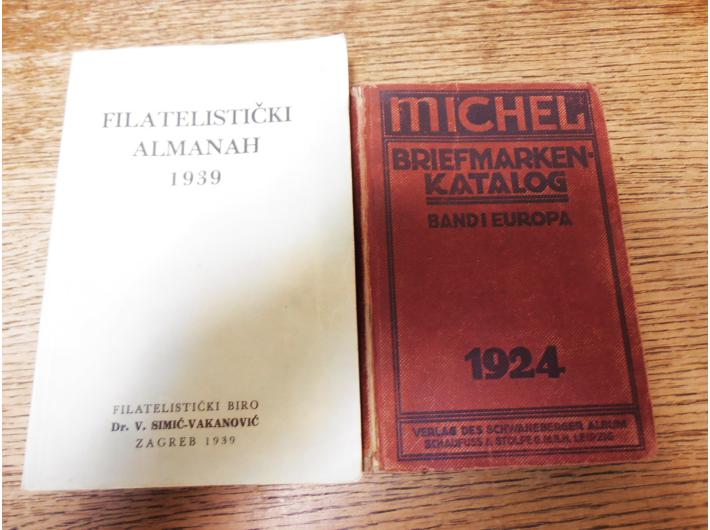 FILATELISTIČKI
ALMANAH
1939
FILATELISTIČKI BIRO
Dr. V. SIMIĆ-VAKANOVIĆ
ZAGREB 1939
MICHEL
BRIEFMARKEN-
KATALOG
BAND I EUROPA
1924
VERLAG DES SCHWANEBERGER ALBUM
SCHAUFUSS & STOLPE G.M.B.H. LEIPZIG